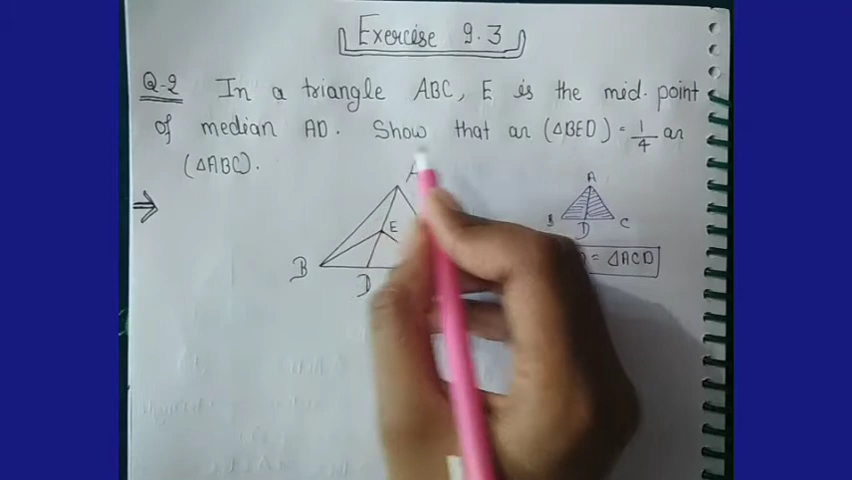 Exercise 9.3
Q-2 In a triangle ABC, E is the mid-point
of median AD. Show that ar (ΔBED) = 1/4 ar
(ΔABC).
⇒
A
E
B
D
A
B
D
C
= ΔACD